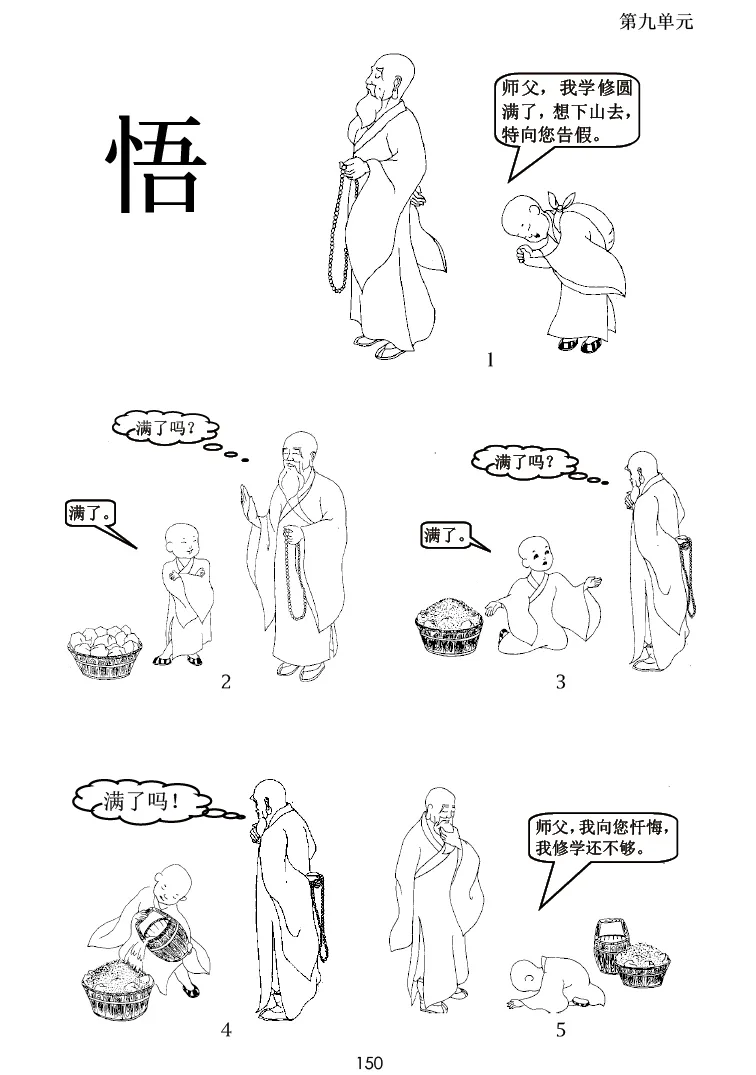 第九单元
悟
师父，我学修圆
满了，想下山去，
特向您告假。
1
满了吗？
满了。
2
满了吗？
满了。
3
满了吗！
4
师父，我向您忏悔，
我修学还不够。
5
150